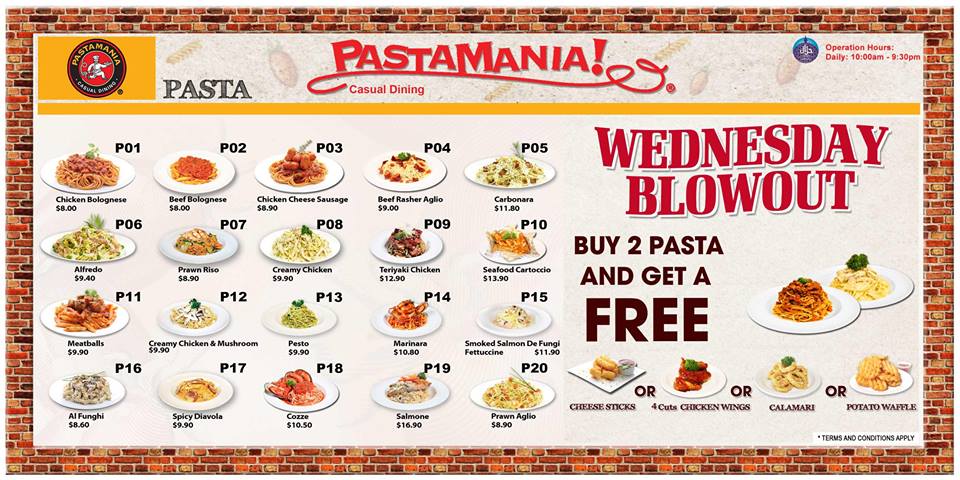 PASTAMANIA
CASUAL DINING
PASTA
PASTAMANIA!
Casual Dining
Operation Hours:
Daily: 10:00am - 9:30pm
P01
Chicken Bolognese
$8.00
P02
Beef Bolognese
$8.00
P03
Chicken Cheese Sausage
$8.90
P04
Beef Rasher Aglio
$9.00
P05
Carbonara
$11.80
P06
Alfredo
$9.40
P07
Prawn Riso
$8.90
P08
Creamy Chicken
$9.90
P09
Teriyaki Chicken
$12.90
P10
Seafood Cartoccio
$13.90
P11
Meatballs
$9.90
P12
Creamy Chicken & Mushroom
$9.90
P13
Pesto
$9.90
P14
Marinara
$10.80
P15
Smoked Salmon De Fungi
Fettuccine $11.90
P16
Al Funghi
$8.60
P17
Spicy Diavola
$9.90
P18
Cozze
$10.50
P19
Salmone
$16.90
P20
Prawn Aglio
$8.90
WEDNESDAY
BLOWOUT
BUY 2 PASTA
AND GET A
FREE
CHEESE STICKS OR 4 Cuts CHICKEN WINGS OR CALAMARI OR POTATO WAFFLE
* TERMS AND CONDITIONS APPLY